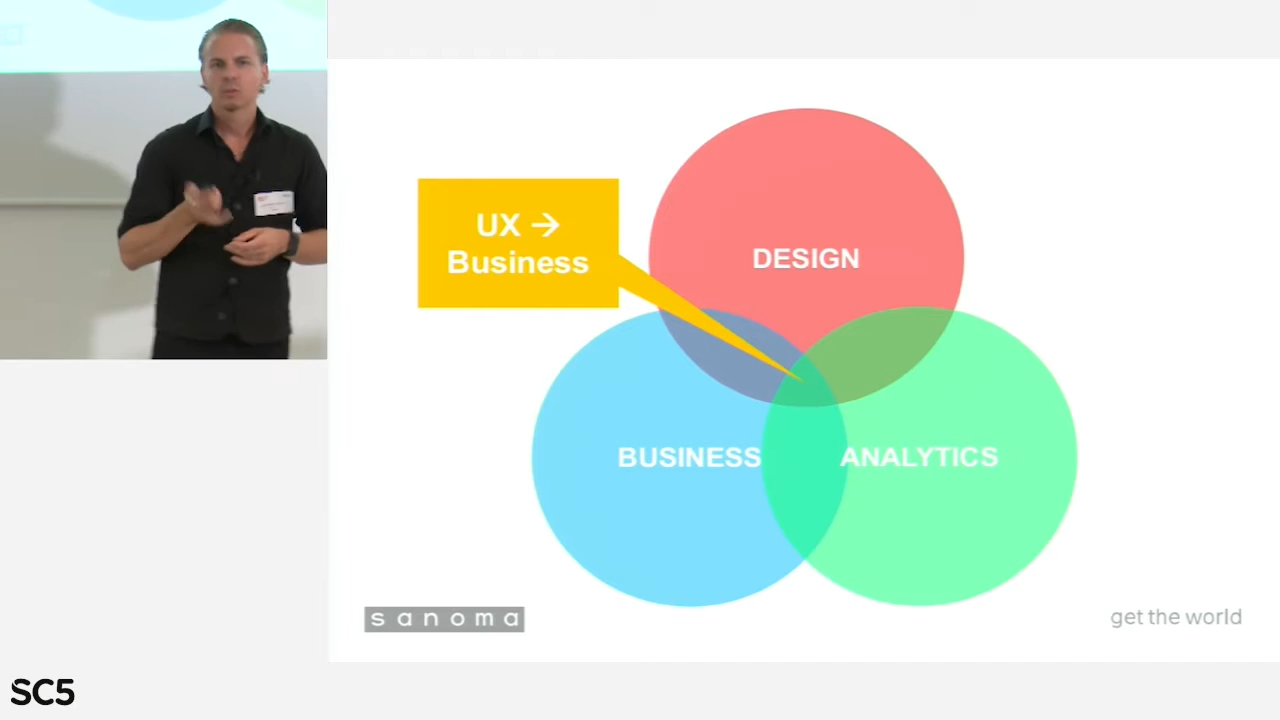 UX →
Business
DESIGN
BUSINESS
ANALYTICS
sanoma
get the world
SC5